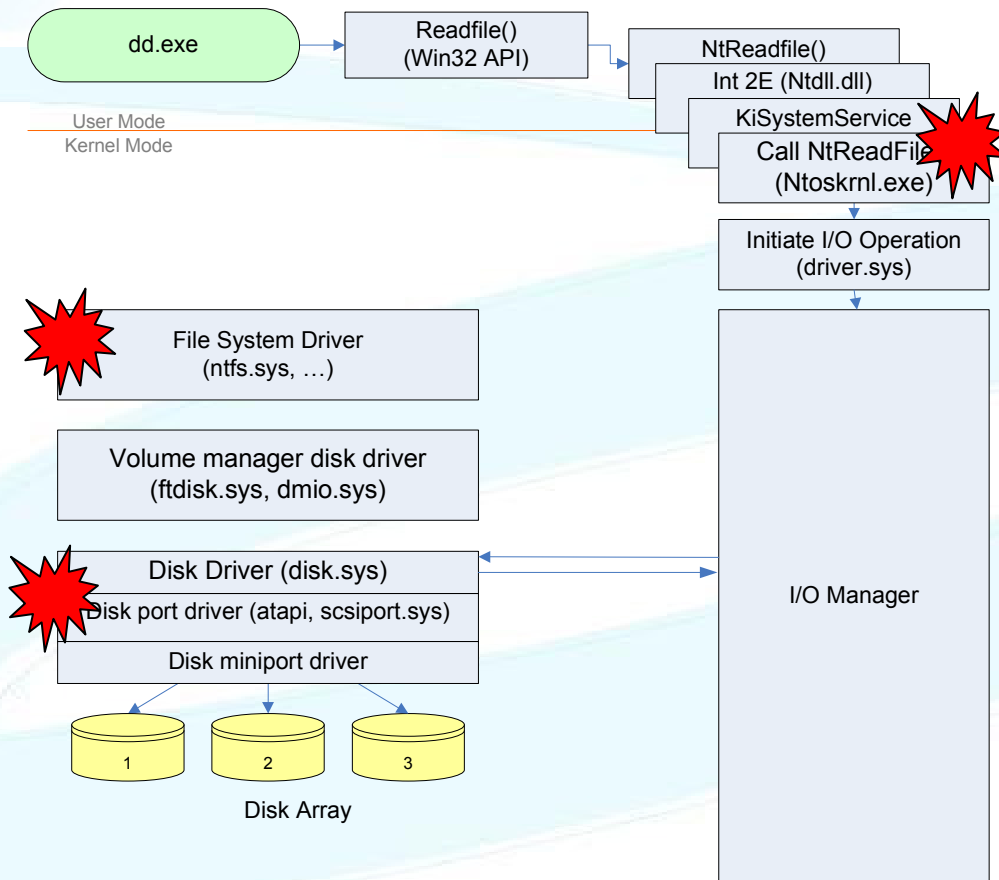 dd.exe
Readfile()
(Win32 API)
NtReadfile()
Int 2E (Ntdll.dll)
KiSystemService
Call NtReadFile
(Ntoskrnl.exe)
User Mode
Kernel Mode
Initiate I/O Operation
(driver.sys)
File System Driver
(ntfs.sys, …)
Volume manager disk driver
(ftdisk.sys, dmio.sys)
Disk Driver (disk.sys)
Disk port driver (atapi, scsiport.sys)
Disk miniport driver
I/O Manager
1
2
3
Disk Array